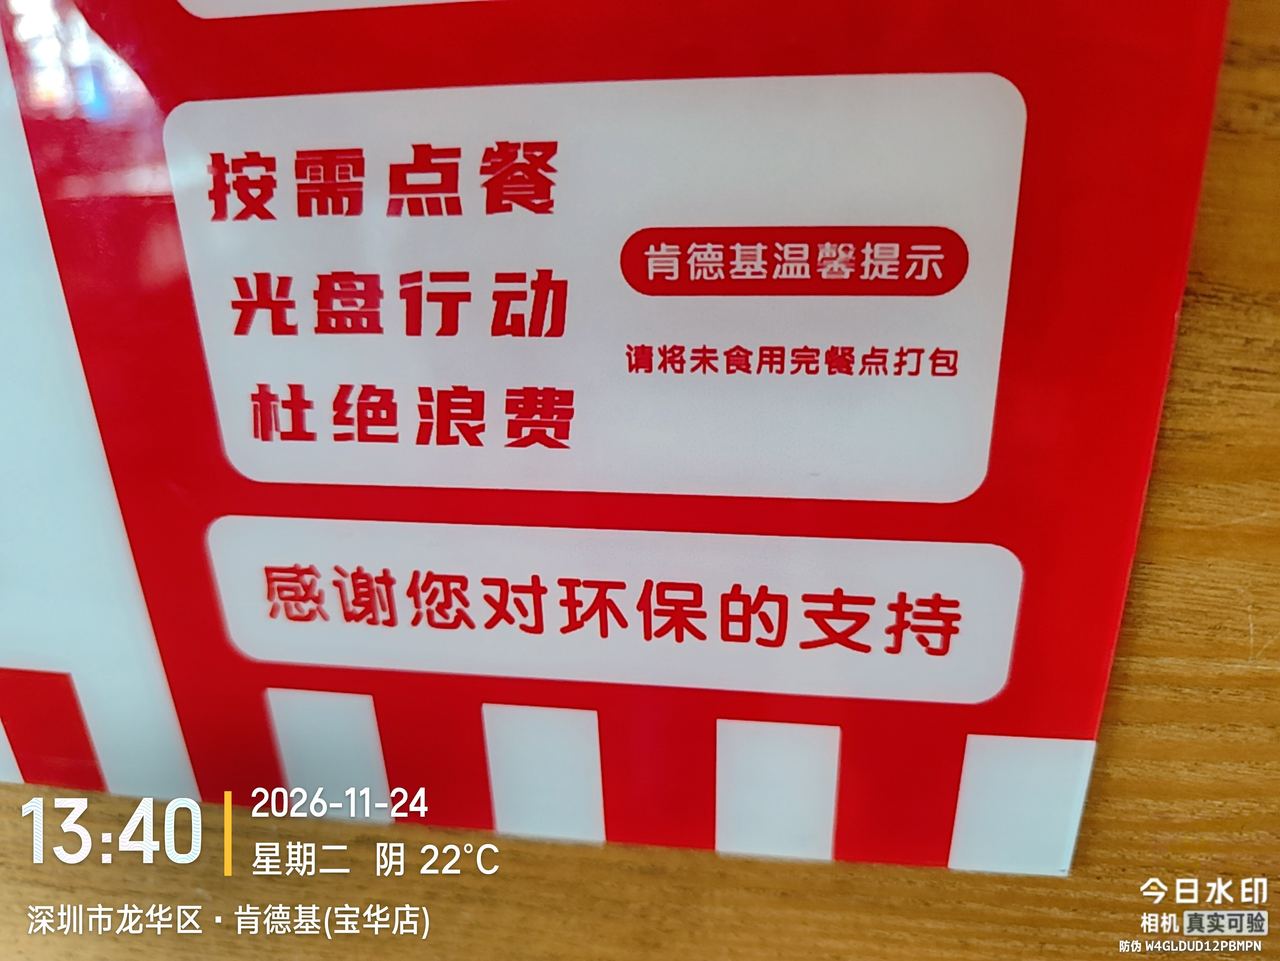 按需点餐
光盘行动
杜绝浪费
肯德基温馨提示
请将未食用完餐点打包
感谢您对环保的支持
13:40
2026-11-24
星期二 阴 22°C
深圳市龙华区·肯德基(宝华店)
今日水印
相机 真实可验
防伪 W4GLDUD12PBMPN